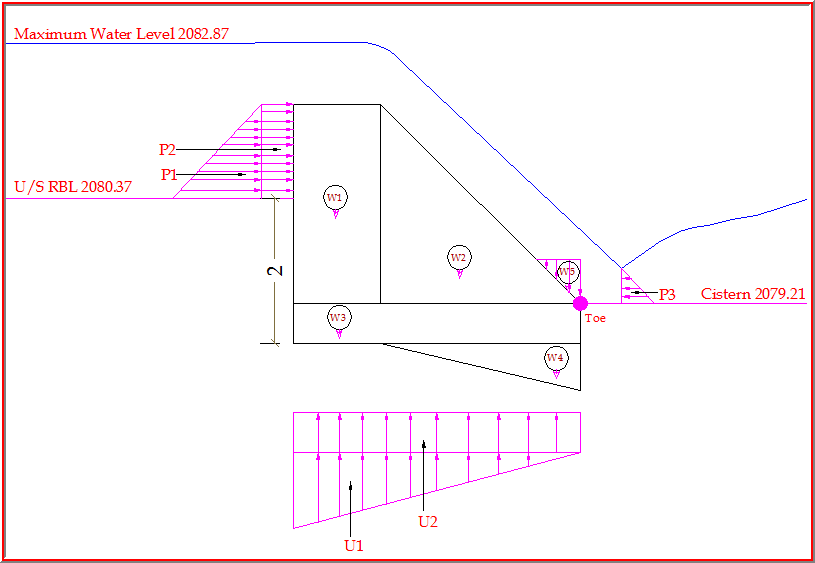 Maximum Water Level 2082.87
P2
P1
U/S RBL 2080.37
W1
W2
2
W5
P3
Cistern 2079.21
W3
Toe
W4
U2
U1